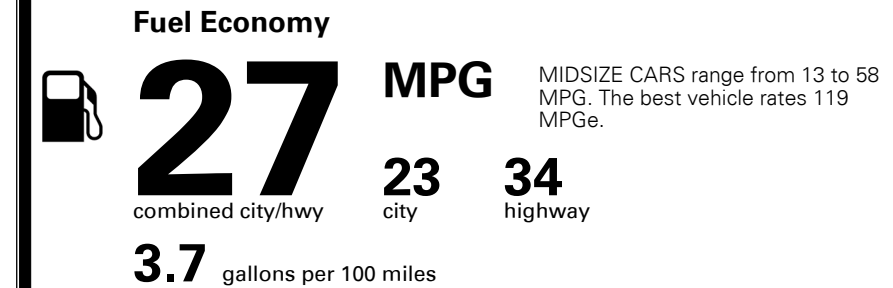 Fuel Economy
27
MPG
MIDSIZE CARS range from 13 to 58
MPG. The best vehicle rates 119
MPGe.
23
34
combined city/hwy
city
highway
3.7 gallons per 100 miles